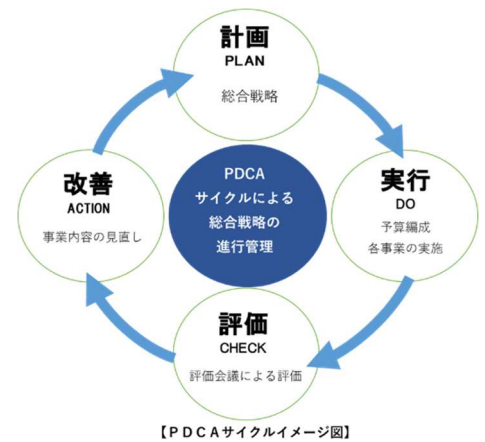 計画
PLAN
総合戦略
実行
DO
予算編成
各事業の実施
PDCA
サイクルによる
総合戦略の
進行管理
改善
ACTION
事業内容の見直し
評価
CHECK
評価会議による評価
【ＰＤＣＡサイクルイメージ図】